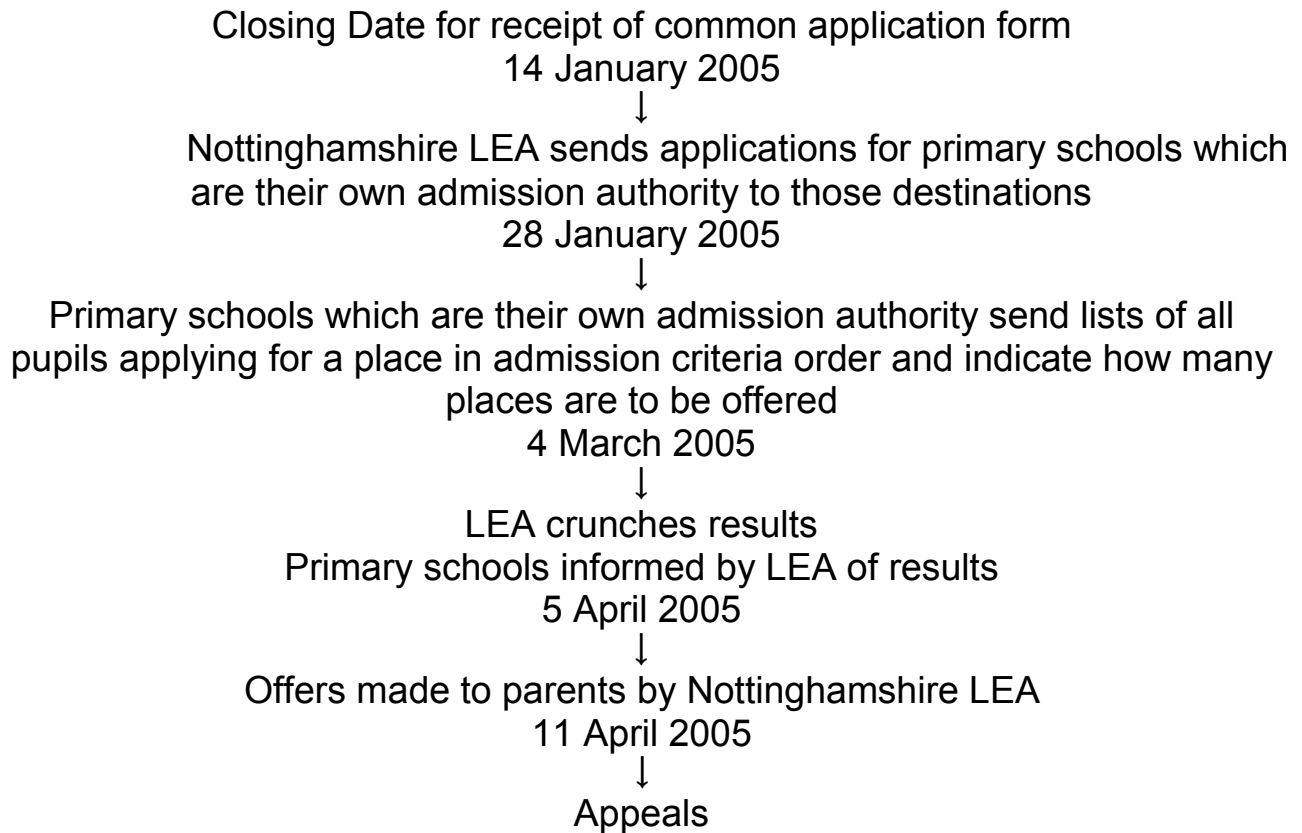 Closing Date for receipt of common application form
14 January 2005
↓
Nottinghamshire LEA sends applications for primary schools which
are their own admission authority to those destinations
28 January 2005
↓
Primary schools which are their own admission authority send lists of all
pupils applying for a place in admission criteria order and indicate how many
places are to be offered
4 March 2005
↓
LEA crunches results
Primary schools informed by LEA of results
5 April 2005
↓
Offers made to parents by Nottinghamshire LEA
11 April 2005
↓
Appeals